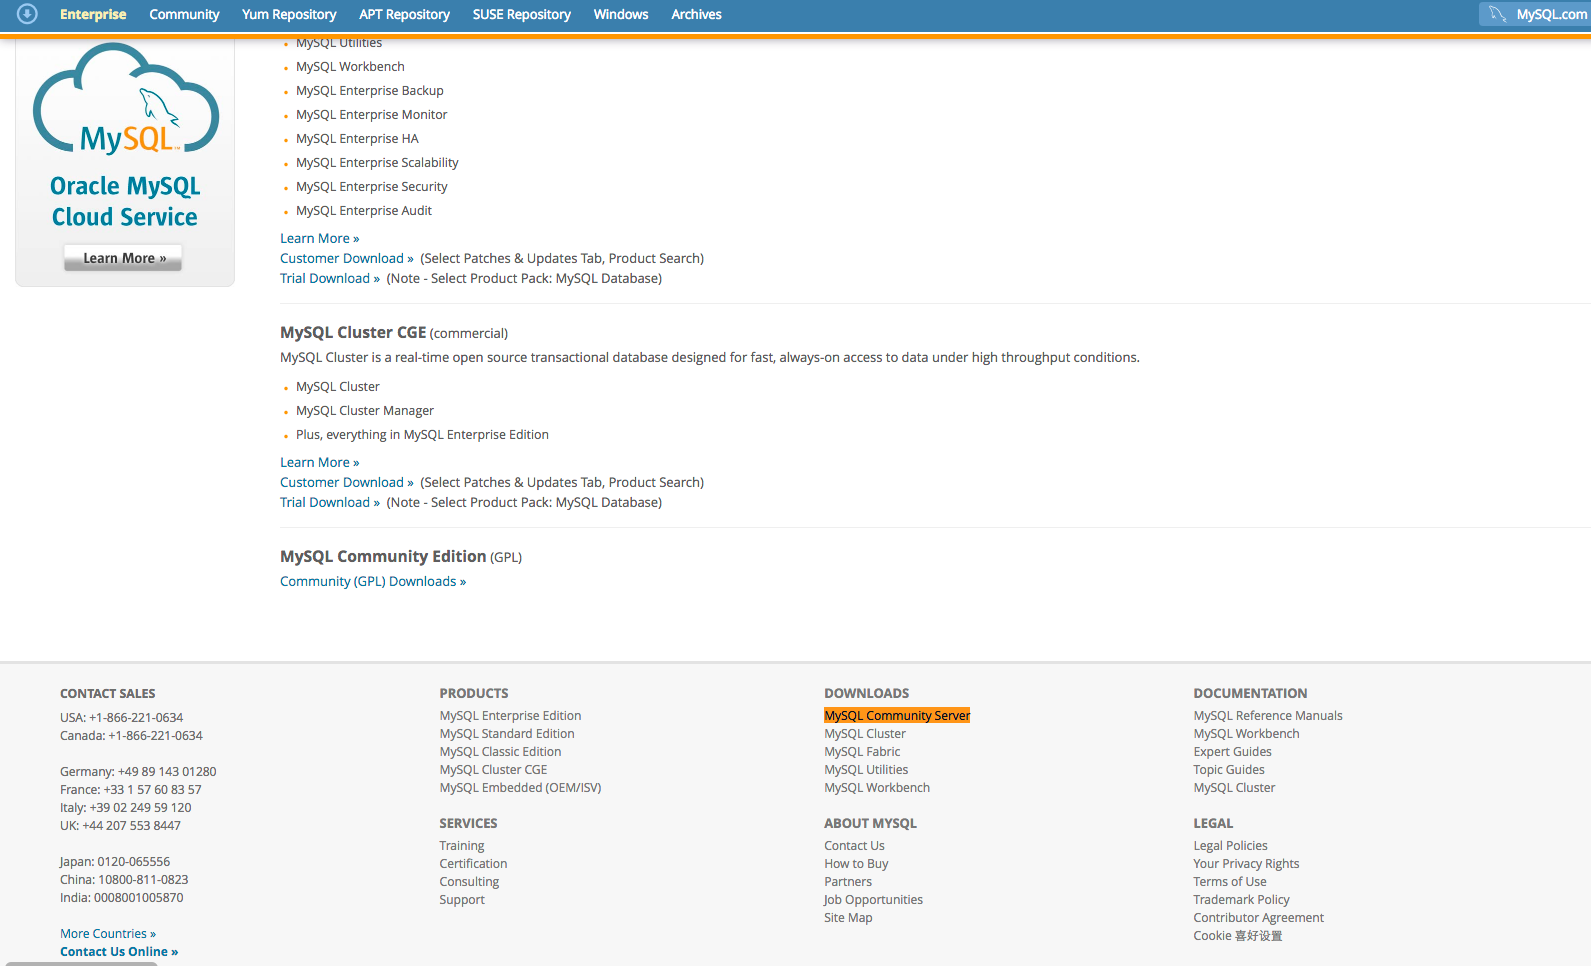 Enterprise Community Yum Repository APT Repository SUSE Repository Windows Archives MySQL.com
MySQL™
Oracle MySQL
Cloud Service
Learn More »
MySQL Utilities
MySQL Workbench
MySQL Enterprise Backup
MySQL Enterprise Monitor
MySQL Enterprise HA
MySQL Enterprise Scalability
MySQL Enterprise Security
MySQL Enterprise Audit
Learn More »
Customer Download » (Select Patches & Updates Tab, Product Search)
Trial Download » (Note - Select Product Pack: MySQL Database)
MySQL Cluster CGE (commercial)
MySQL Cluster is a real-time open source transactional database designed for fast, always-on access to data under high throughput conditions.
MySQL Cluster
MySQL Cluster Manager
Plus, everything in MySQL Enterprise Edition
Learn More »
Customer Download » (Select Patches & Updates Tab, Product Search)
Trial Download » (Note - Select Product Pack: MySQL Database)
MySQL Community Edition (GPL)
Community (GPL) Downloads »
CONTACT SALES
USA: +1-866-221-0634
Canada: +1-866-221-0634
Germany: +49 89 143 01280
France: +33 1 57 60 83 57
Italy: +39 02 249 59 120
UK: +44 207 553 8447
Japan: 0120-065556
China: 10800-811-0823
India: 0008001005870
More Countries »
Contact Us Online »
PRODUCTS
MySQL Enterprise Edition
MySQL Standard Edition
MySQL Classic Edition
MySQL Cluster CGE
MySQL Embedded (OEM/ISV)
SERVICES
Training
Certification
Consulting
Support
DOWNLOADS
MySQL Community Server
MySQL Cluster
MySQL Fabric
MySQL Utilities
MySQL Workbench
ABOUT MYSQL
Contact Us
How to Buy
Partners
Job Opportunities
Site Map
DOCUMENTATION
MySQL Reference Manuals
MySQL Workbench
Expert Guides
Topic Guides
MySQL Cluster
LEGAL
Legal Policies
Your Privacy Rights
Terms of Use
Trademark Policy
Contributor Agreement
Cookie 喜好设置